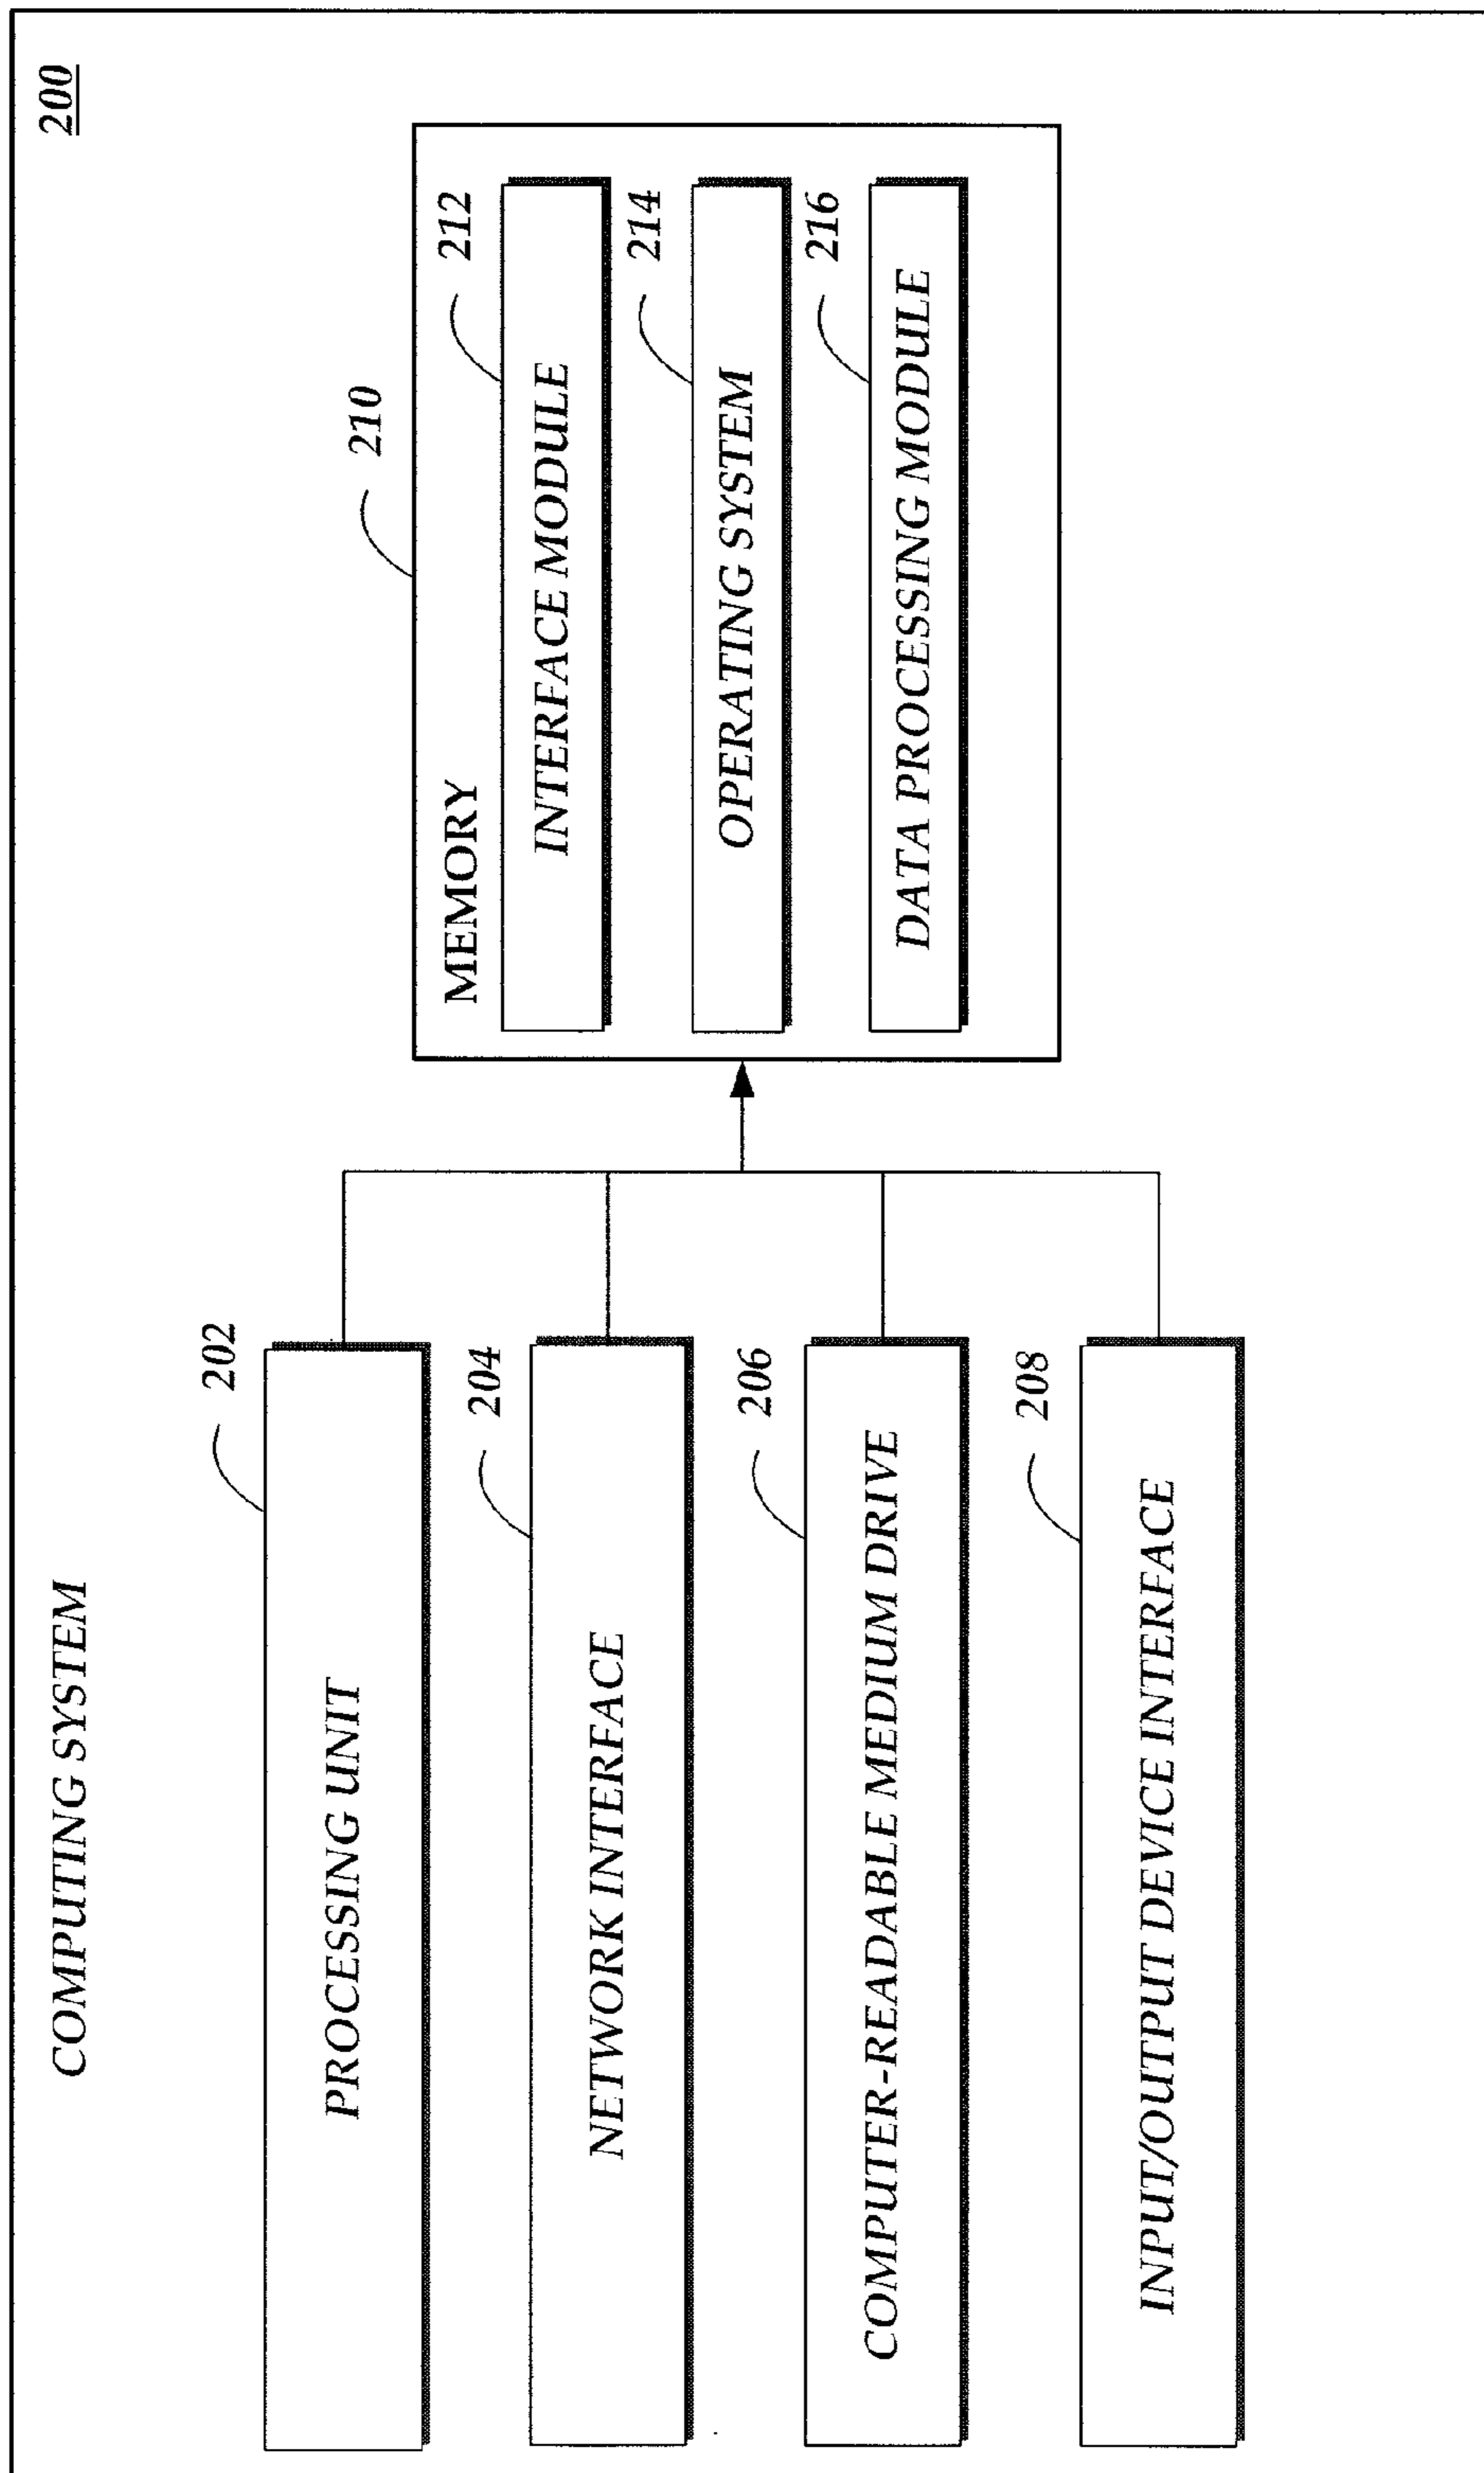 COMPUTING SYSTEM
200
202
PROCESSING UNIT
204
NETWORK INTERFACE
206
COMPUTER-READABLE MEDIUM DRIVE
208
INPUT/OUTPUT DEVICE INTERFACE
210
MEMORY
212
INTERFACE MODULE
214
OPERATING SYSTEM
216
DATA PROCESSING MODULE